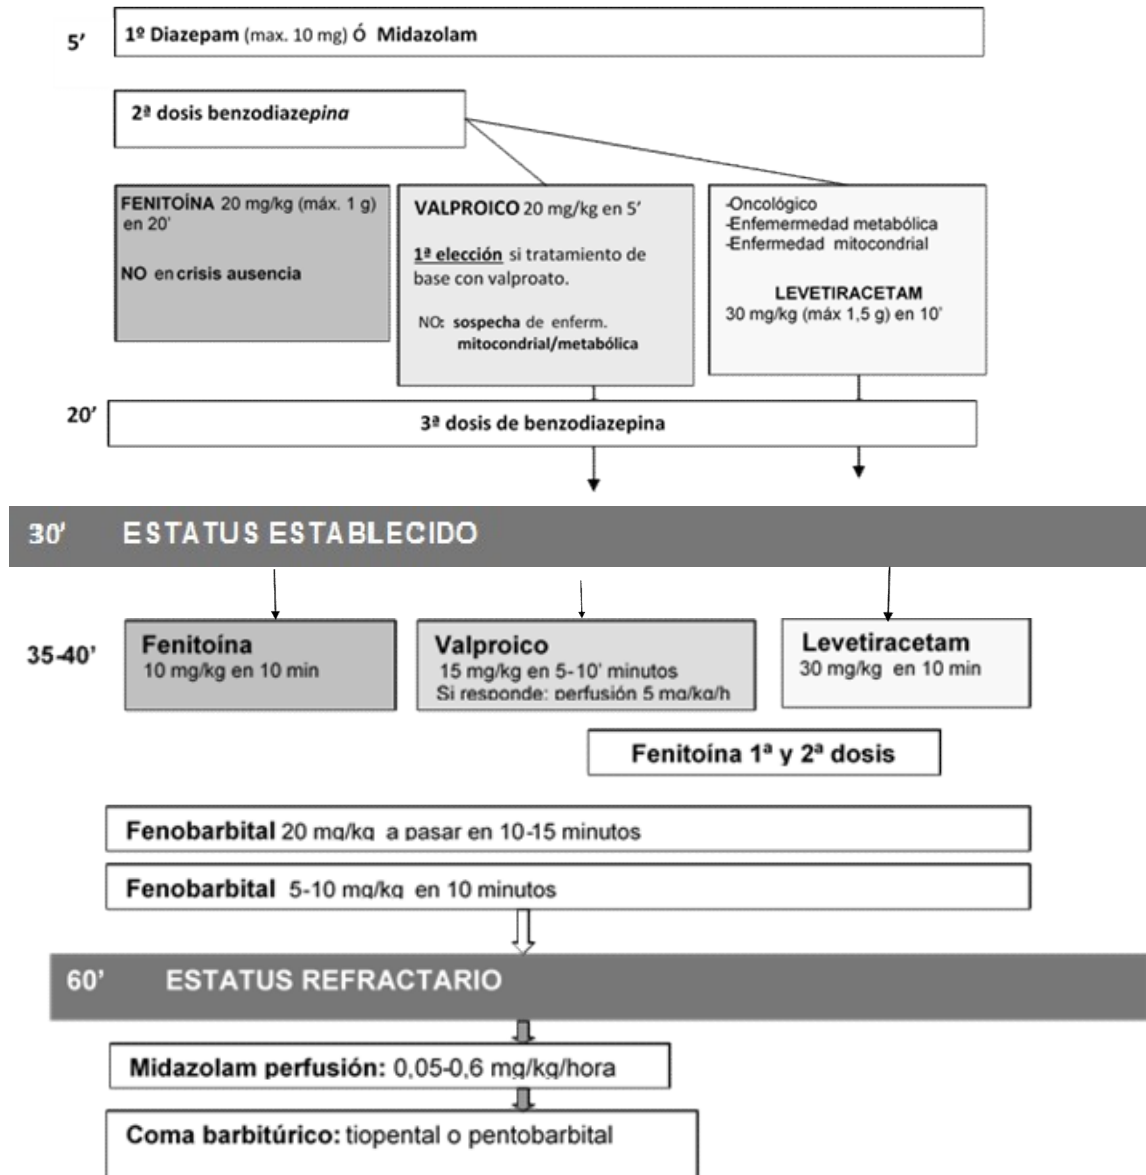 5’
1º Diazepam (max. 10 mg) Ó Midazolam
2ª dosis benzodiazepina
FENITOÍNA 20 mg/kg (máx. 1 g)
en 20’
NO en crisis ausencia
VALPROICO 20 mg/kg en 5’
1ª elección si tratamiento de
base con valproato.
NO: sospecha de enferm.
mitocondrial/metabólica
-Oncológico
-Enfemermedad metabólica
-Enfermedad mitocondrial
LEVETIRACETAM
30 mg/kg (máx 1,5 g) en 10’
20’
3ª dosis de benzodiazepina
30’ ESTATUS ESTABLECIDO
35-40’
Fenitoína
10 mg/kg en 10 min
Valproico
15 mg/kg en 5-10’ minutos
Si responde: perfusión 5 mg/kg/h
Levetiracetam
30 mg/kg en 10 min
Fenitoína 1ª y 2ª dosis
Fenobarbital 20 mg/kg a pasar en 10-15 minutos
Fenobarbital 5-10 mg/kg en 10 minutos
60’ ESTATUS REFRACTARIO
Midazolam perfusión: 0,05-0,6 mg/kg/hora
Coma barbitúrico: tiopental o pentobarbital